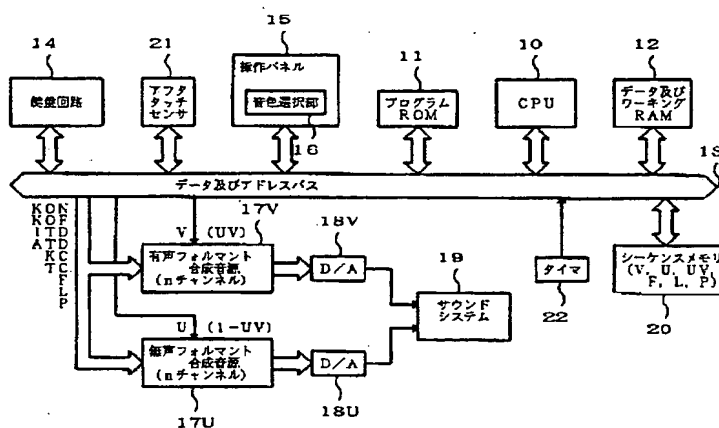 14
21
15
11
10
12
操作パネル
鍵盤回路
アフタ
タッチ
センサ
音色選択部
16
プログラム
ROM
CPU
データ及び
ワーキング
RAM
データ及びアドレスバス
13
17V
V (UV)
18V
有声フォルマント
合成音源
(nチャンネル)
D/A
19
サウンド
システム
タイマ
22
シーケンスメモリ
(V, U, UV,
F, L, P)
20
U (1-UV)
無声フォルマント
合成音源
(nチャンネル)
D/A
17U
18U